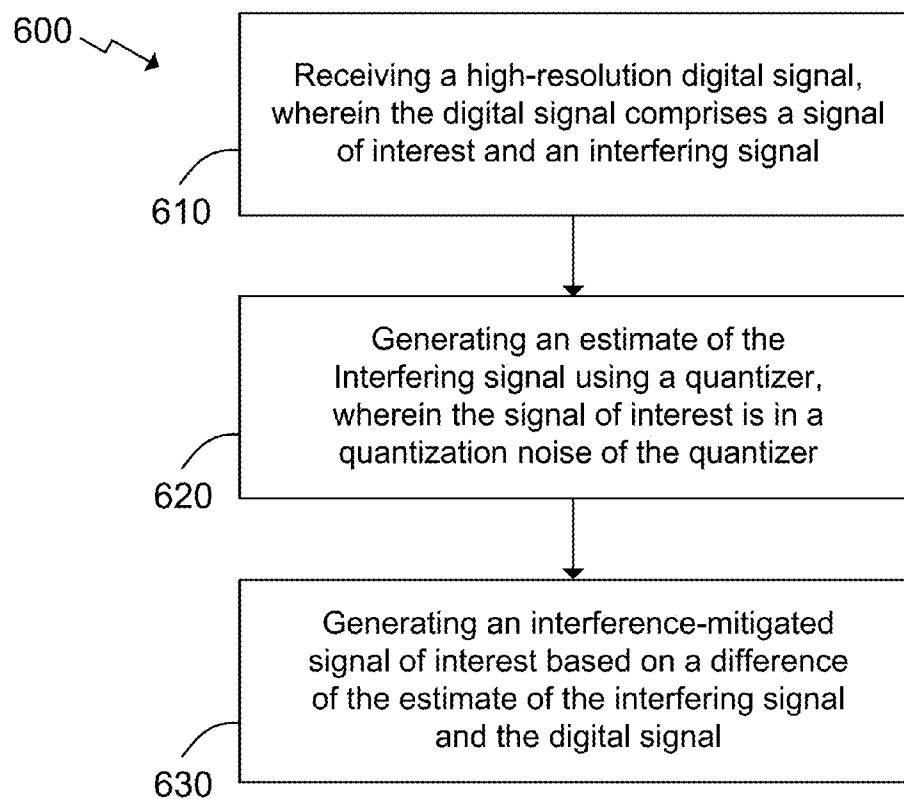 600
Receiving a high-resolution digital signal,
wherein the digital signal comprises a signal
of interest and an interfering signal
610
Generating an estimate of the
Interfering signal using a quantizer,
wherein the signal of interest is in a
quantization noise of the quantizer
620
Generating an interference-mitigated
signal of interest based on a difference
of the estimate of the interfering signal
and the digital signal
630